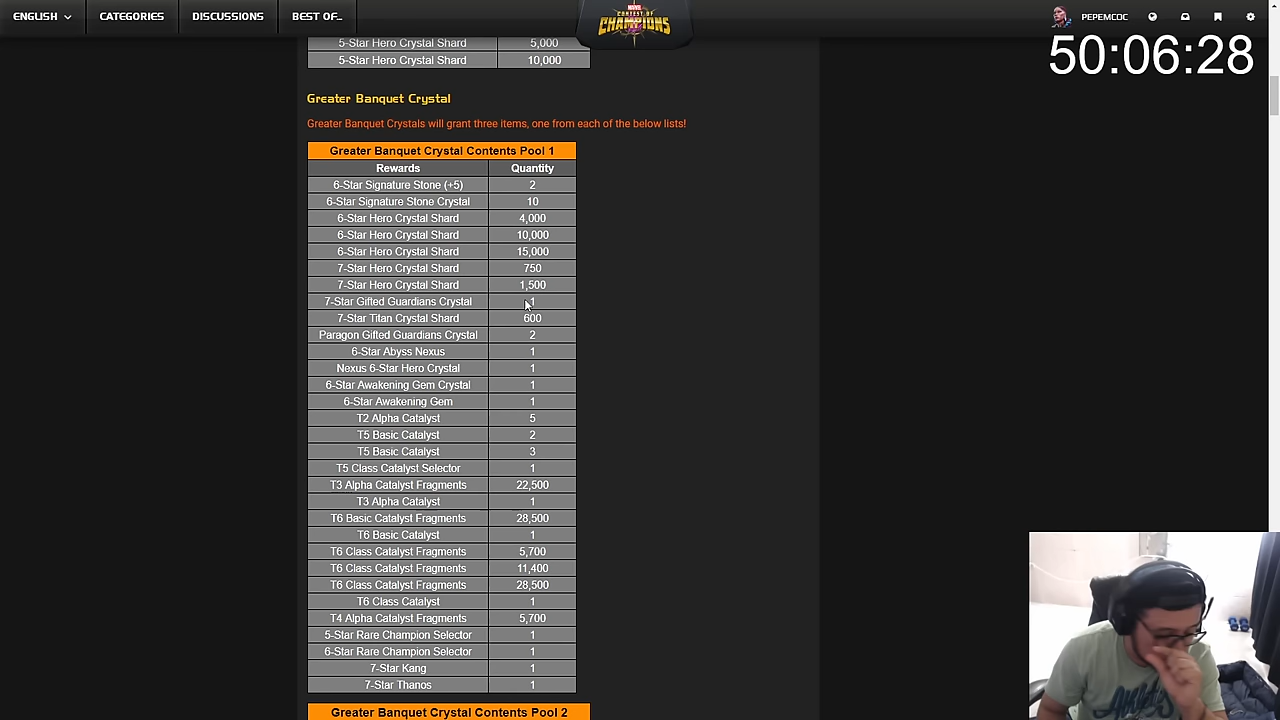 ENGLISH CATEGORIES DISCUSSIONS BEST OF... MARVEL CONTEST OF CHAMPIONS PEPEMCOC
50:06:28
5-Star Hero Crystal Shard 5,000
5-Star Hero Crystal Shard 10,000
Greater Banquet Crystal
Greater Banquet Crystals will grant three items, one from each of the below lists!
Greater Banquet Crystal Contents Pool 1
Rewards Quantity
6-Star Signature Stone (+5) 2
6-Star Signature Stone Crystal 10
6-Star Hero Crystal Shard 4,000
6-Star Hero Crystal Shard 10,000
6-Star Hero Crystal Shard 15,000
7-Star Hero Crystal Shard 750
7-Star Hero Crystal Shard 1,500
7-Star Gifted Guardians Crystal 1
7-Star Titan Crystal Shard 600
Paragon Gifted Guardians Crystal 2
6-Star Abyss Nexus 1
Nexus 6-Star Hero Crystal 1
6-Star Awakening Gem Crystal 1
6-Star Awakening Gem 1
T2 Alpha Catalyst 5
T5 Basic Catalyst 2
T5 Basic Catalyst 3
T5 Class Catalyst Selector 1
T3 Alpha Catalyst Fragments 22,500
T3 Alpha Catalyst 1
T6 Basic Catalyst Fragments 28,500
T6 Basic Catalyst 1
T6 Class Catalyst Fragments 5,700
T6 Class Catalyst Fragments 11,400
T6 Class Catalyst Fragments 28,500
T6 Class Catalyst 1
T4 Alpha Catalyst Fragments 5,700
5-Star Rare Champion Selector 1
6-Star Rare Champion Selector 1
7-Star Kang 1
7-Star Thanos 1
Greater Banquet Crystal Contents Pool 2